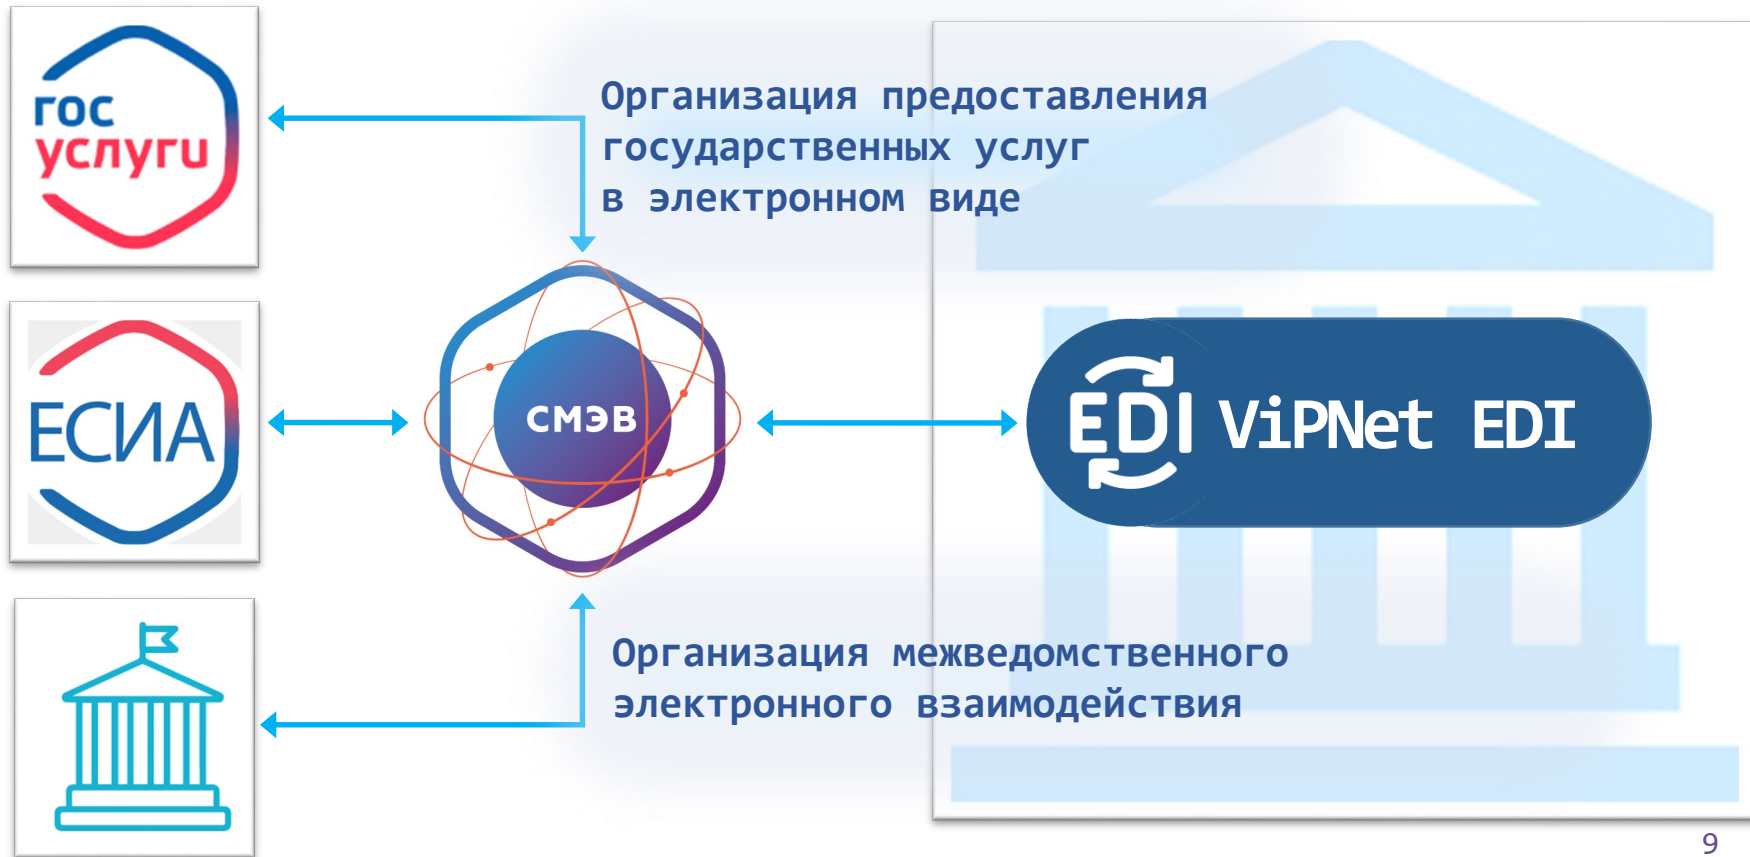 гос
услуги
Организация предоставления
государственных услуг
в электронном виде
ЕСИА
СМЭВ
EDI
ViPNet EDI
Организация межведомственного
электронного взаимодействия
9